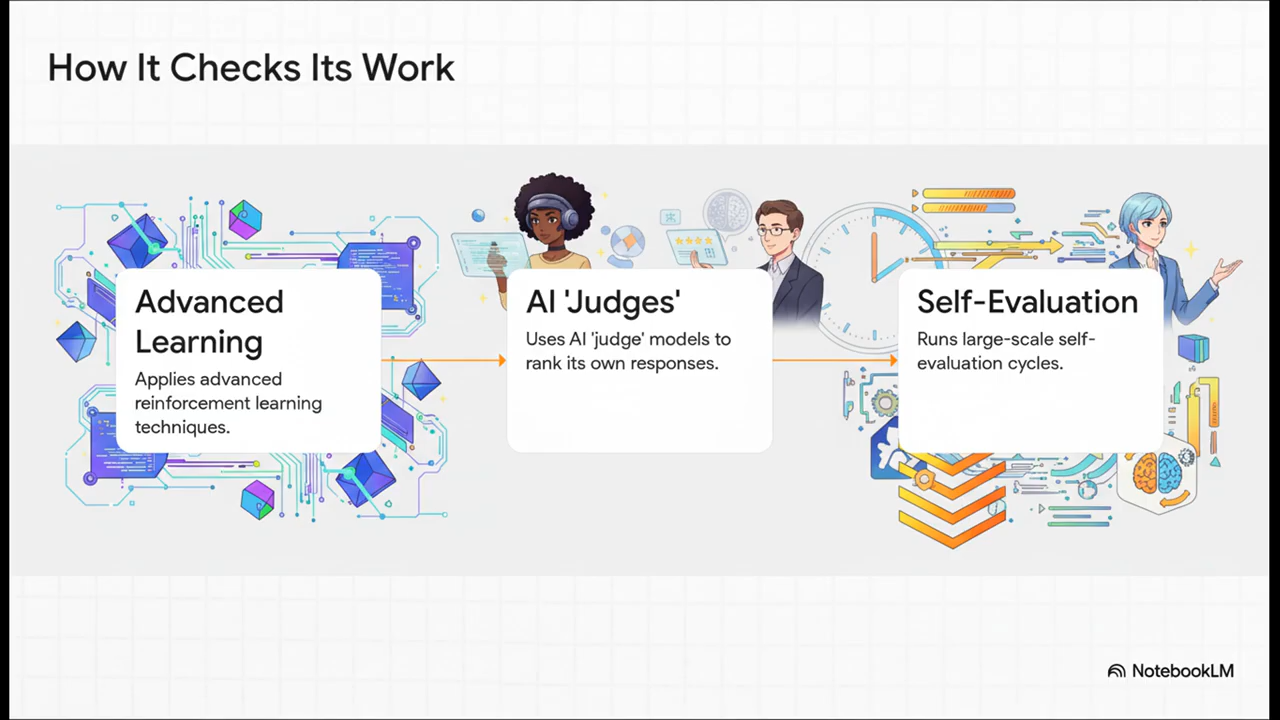 How It Checks Its Work
Advanced
Learning
Applies advanced
reinforcement learning
techniques.
AI 'Judges'
Uses AI 'judge' models to
rank its own responses.
Self-Evaluation
Runs large-scale self-
evaluation cycles.
NotebookLM